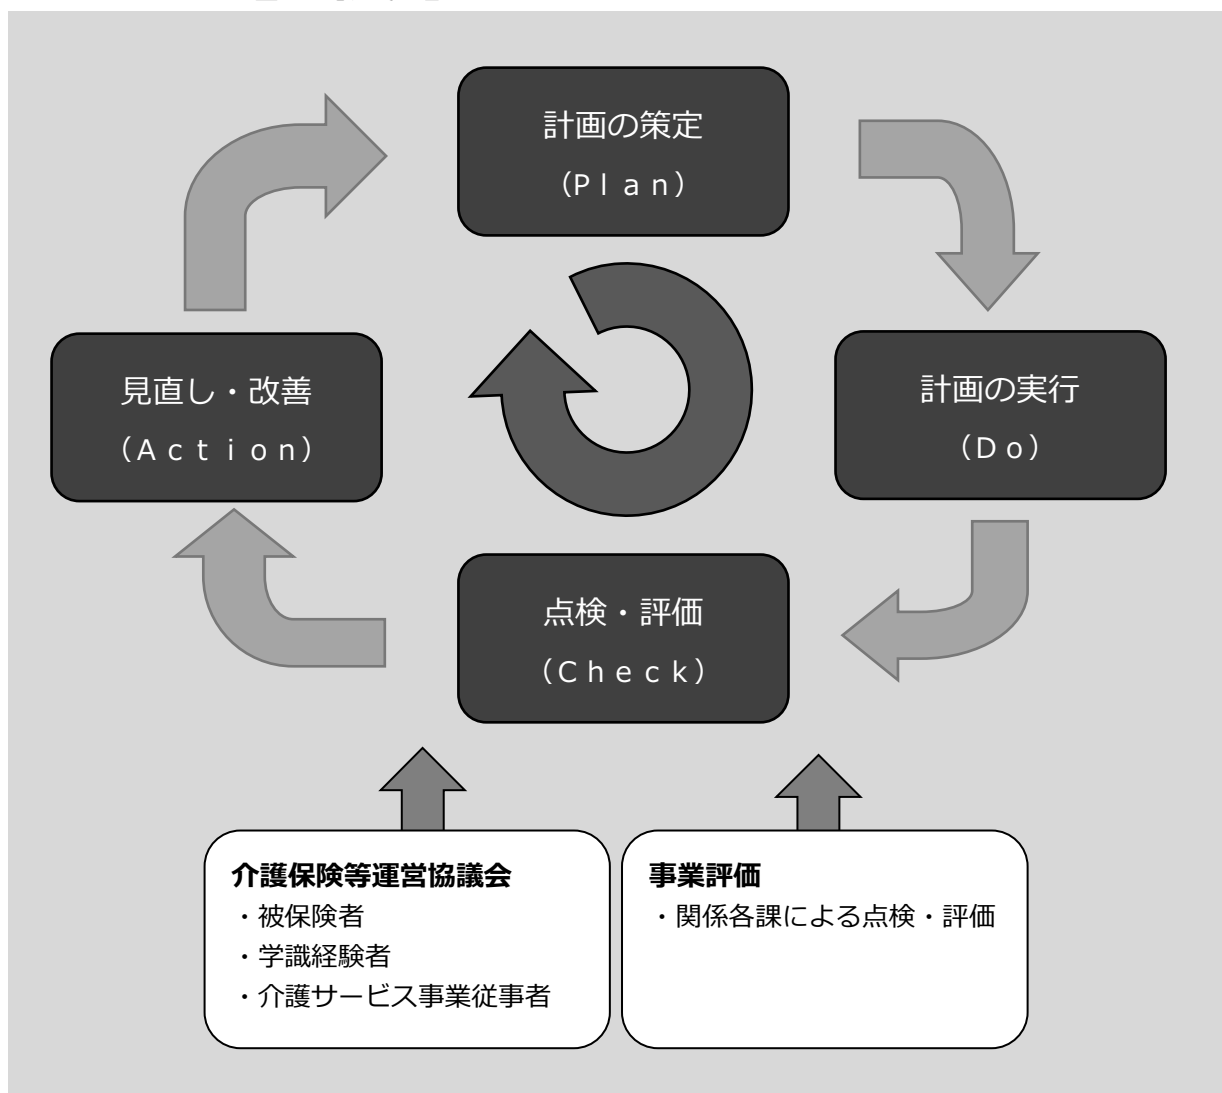 計画の策定
（Ｐｌａｎ）
見直し・改善
（Ａｃｔｉｏｎ）
計画の実行
（Ｄｏ）
点検・評価
（Ｃｈｅｃｋ）
介護保険等運営協議会
・被保険者
・学識経験者
・介護サービス事業従事者
事業評価
・関係各課による点検・評価